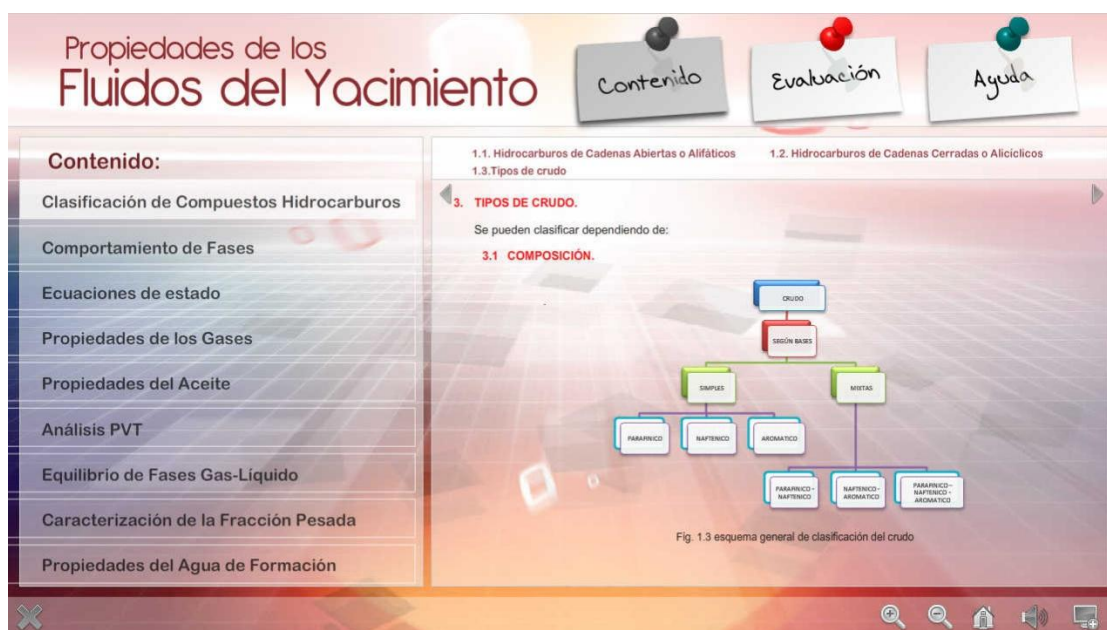 Propiedades de los
Fluidos del Yacimiento
Contenido
Evaluación
Ayuda
Contenido:
Clasificación de Compuestos Hidrocarburos
Comportamiento de Fases
Ecuaciones de estado
Propiedades de los Gases
Propiedades del Aceite
Análisis PVT
Equilibrio de Fases Gas-Líquido
Caracterización de la Fracción Pesada
Propiedades del Agua de Formación
1.1. Hidrocarburos de Cadenas Abiertas o Alifáticos 1.2. Hidrocarburos de Cadenas Cerradas o Alicíclicos
1.3.Tipos de crudo
3. TIPOS DE CRUDO.
Se pueden clasificar dependiendo de:
3.1 COMPOSICIÓN.
CRUDO
SEGÚN BASES
SIMPLES
MIXTAS
PARAFINICO
NAFTENICO
AROMATICO
PARAFINICO -
NAFTENICO
NAFTENICO -
AROMATICO
PARAFINICO –
NAFTENICO -
AROMATICO
Fig. 1.3 esquema general de clasificación del crudo